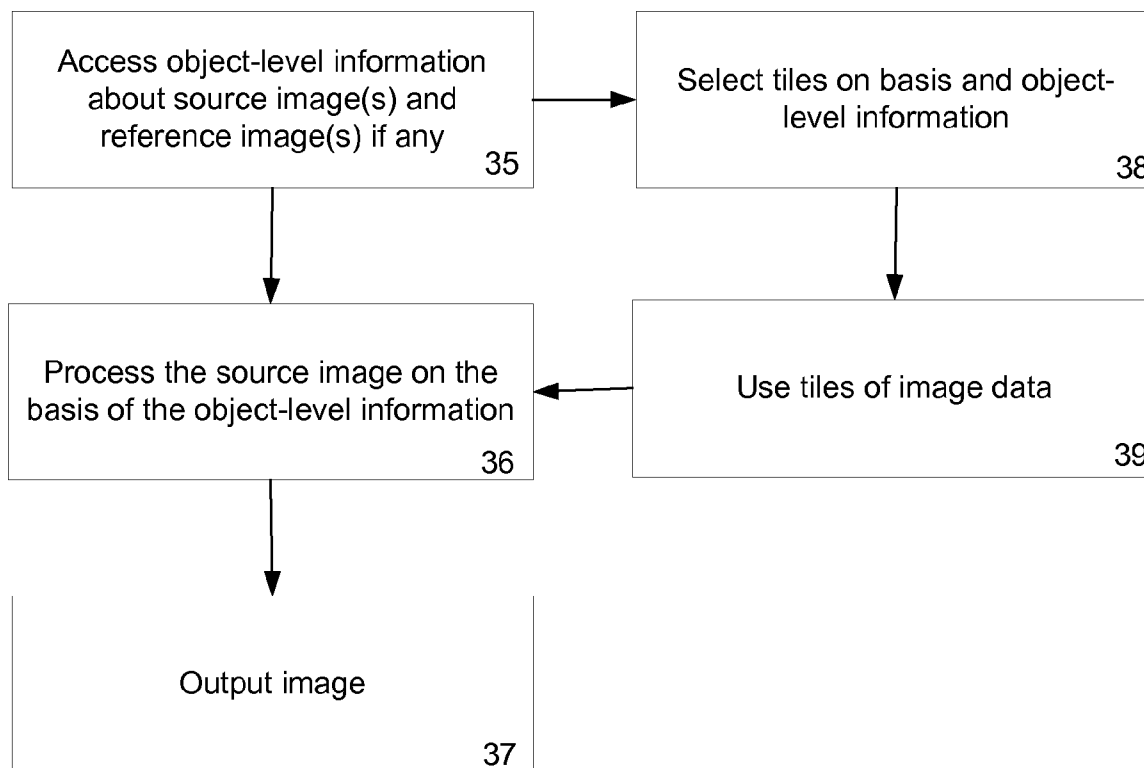 Access object-level information
about source image(s) and
reference image(s) if any
35
Select tiles on basis and object-
level information
38
Process the source image on the
basis of the object-level information
36
Use tiles of image data
39
Output image
37